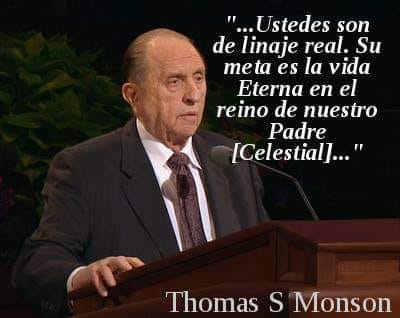 "...Ustedes son
de linaje real. Su
meta es la vida
Eterna en el
reino de nuestro
Padre
[Celestial]..."
Thomas S Monson